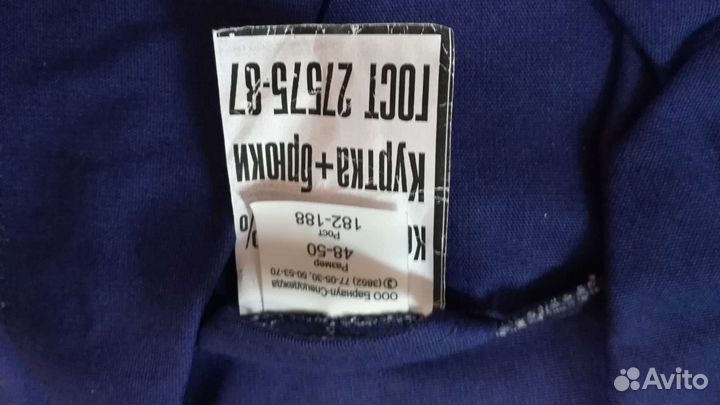 ООО Барнаул-Спецодежда
(3852) 77-05-30, 50-53-70
Размер
48-50
Рост
182-188
%
Куртка+брюки
ГОСТ 27575-87
Avito